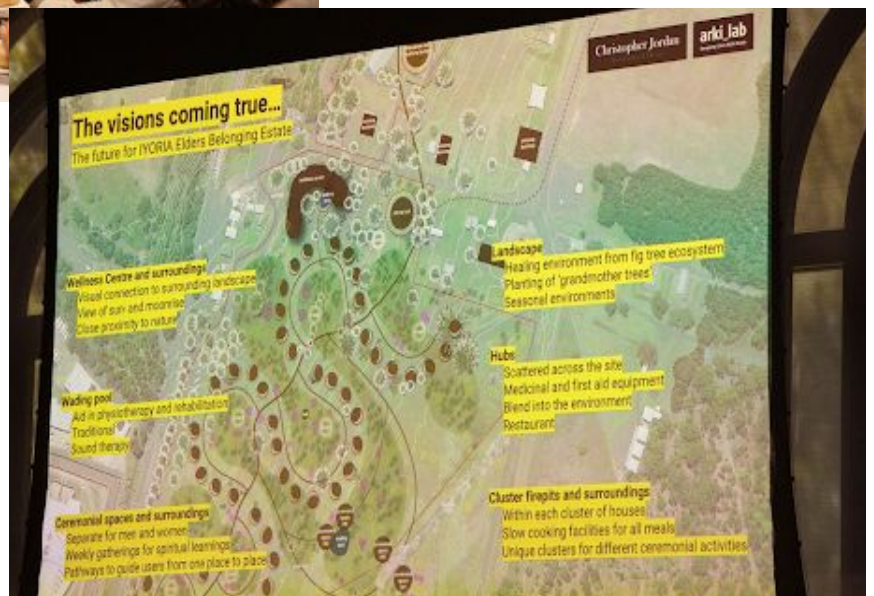 Christopher Jordan
arki_lab
The visions coming true...
The future for IYORIA Elders Belonging Estate
Wellness Centre and surroundings
Visual connection to surrounding landscape
View of sun- and moonrise
Close proximity to nature
Wading pool
Aid in physiotherapy and rehabilitation
Traditional
Sound therapy
Ceremonial spaces and surroundings
Separate for men and women
Weekly gatherings for spiritual learnings
Pathways to guide users from one place to place
Landscape
Healing environment from fig tree ecosystem
Planting of 'grandmother trees'
Seasonal environments
Hubs
Scattered across the site
Medicinal and first aid equipment
Blend into the environment
Restaurant
Cluster firepits and surroundings
Within each cluster of houses
Slow cooking facilities for all meals
Unique clusters for different ceremonial activities